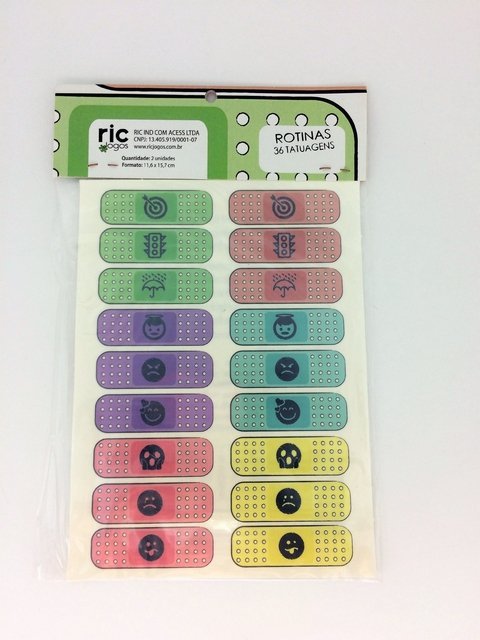 ric
jogos
RIC IND COM ACESS LTDA
CNPJ: 13.405.919/0001-07
www.ricjogos.com.br
Quantidade: 2 unidades
Formato: 11,6 x 15,7 cm
ROTINAS
36 TATUAGENS